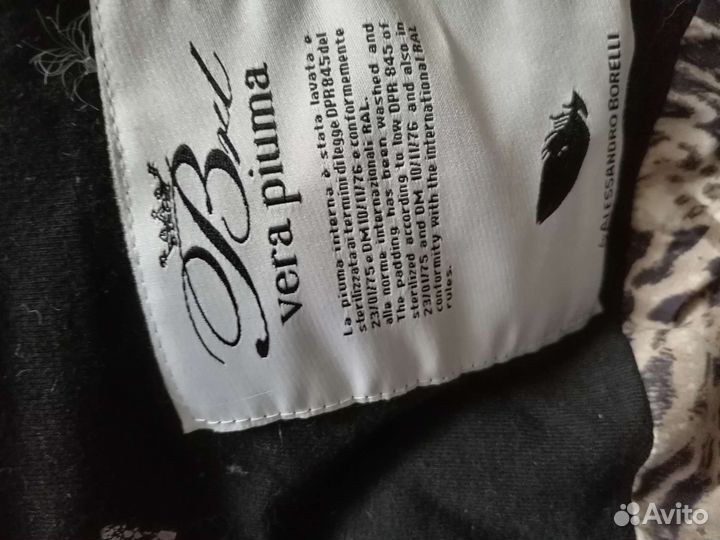 Brel
vera piuma
La piuma interna è stata lavata e
sterilizzata ai termini di legge DPR 845 del
23/01/75 e DM 10/11/76 e conformemente
alle norme internazionali RAL.
The padding has been washed and
sterilized according to low DPR 845 of
23/01/75 and DM 10/11/76 and also in
conformity with the international RAL
rules.
by ALESSANDRO BORELLI
Avito